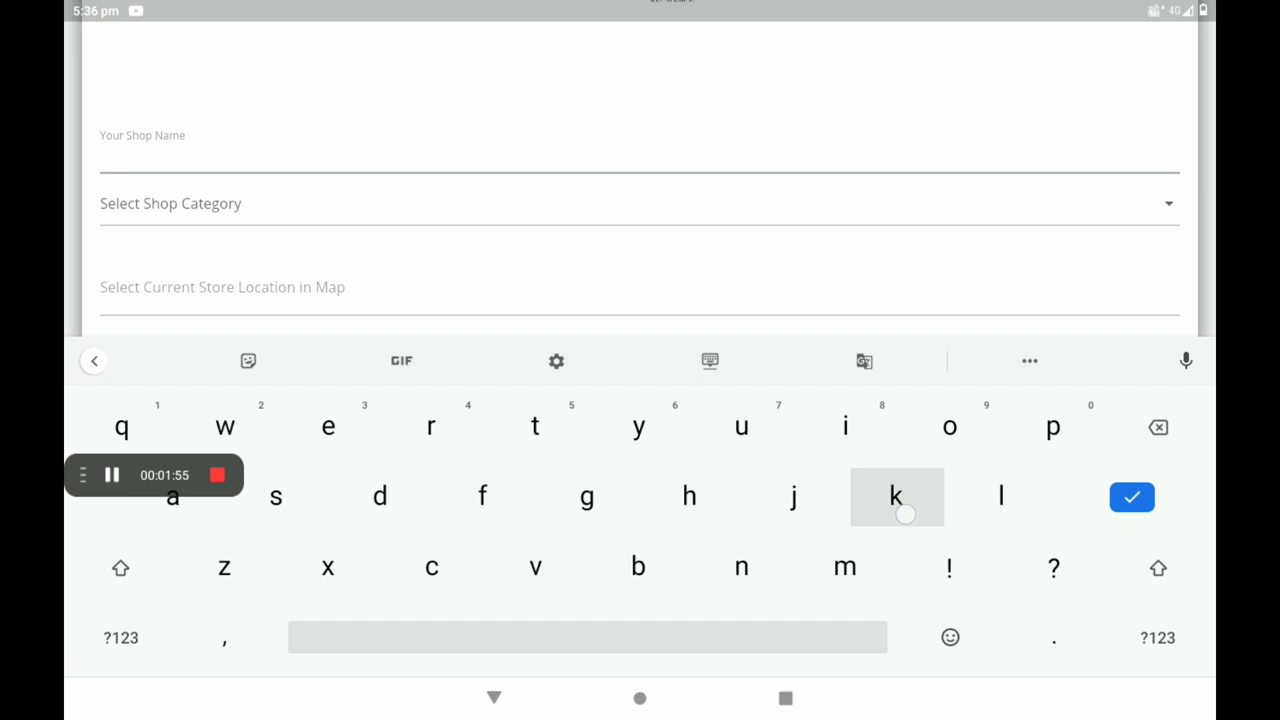 5:36 pm
4G
Your Shop Name
Select Shop Category
Select Current Store Location in Map
GIF
1 2 3 4 5 6 7 8 9 0
q w e r t y u i o p
00:01:55
a s d f g h j k l
z x c v b n m ! ?
?123 , . ?123